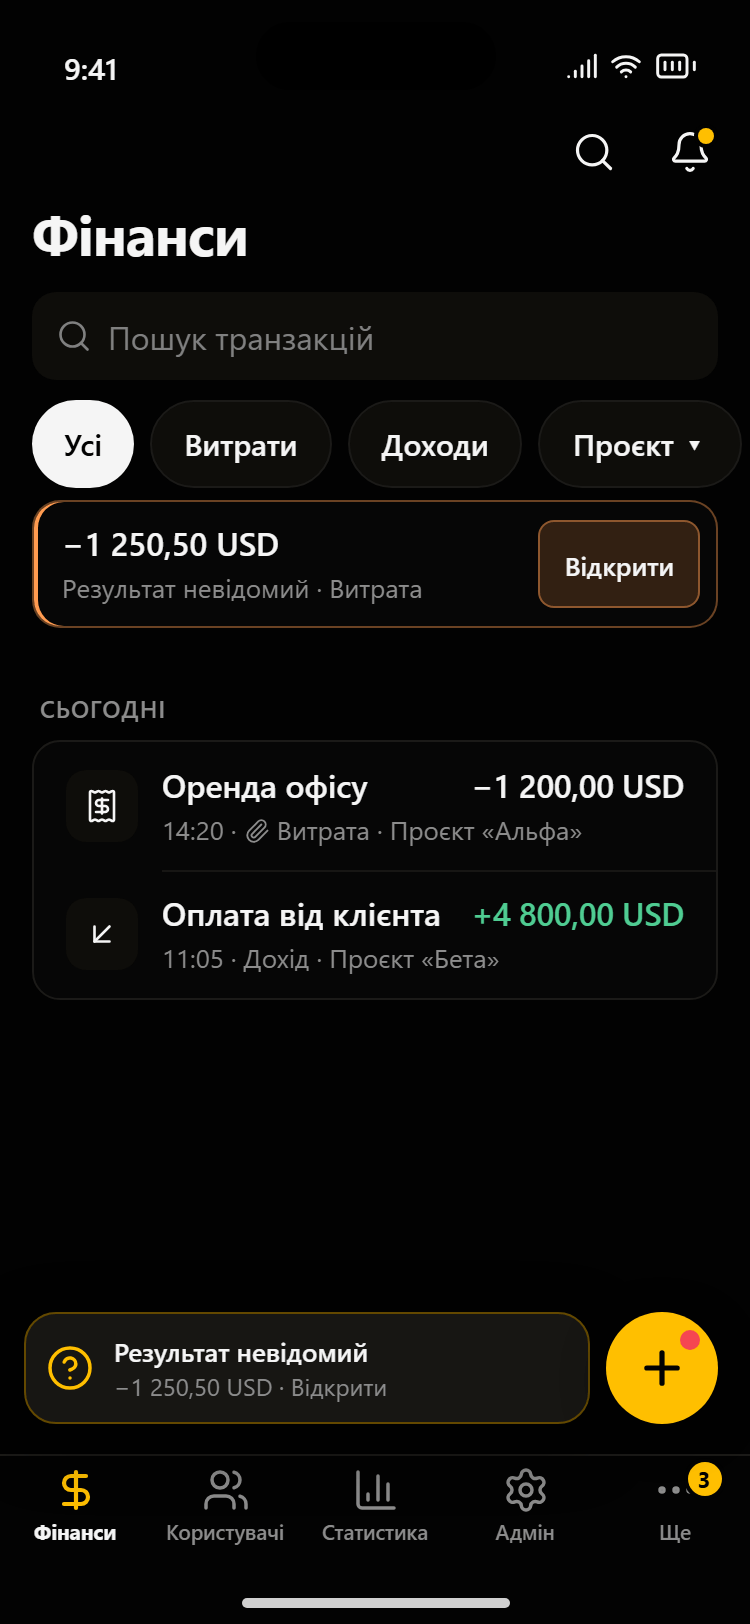 9:41
Фінанси
Пошук транзакцій
Усі
Витрати
Доходи
Проєкт ▼
−1 250,50 USD
Результат невідомий · Витрата
Відкрити
СЬОГОДНІ
Оренда офісу −1 200,00 USD
14:20 · Витрата · Проєкт «Альфа»
Оплата від клієнта +4 800,00 USD
11:05 · Дохід · Проєкт «Бета»
Результат невідомий
−1 250,50 USD · Відкрити
3
Фінанси
Користувачі
Статистика
Адмін
Ще